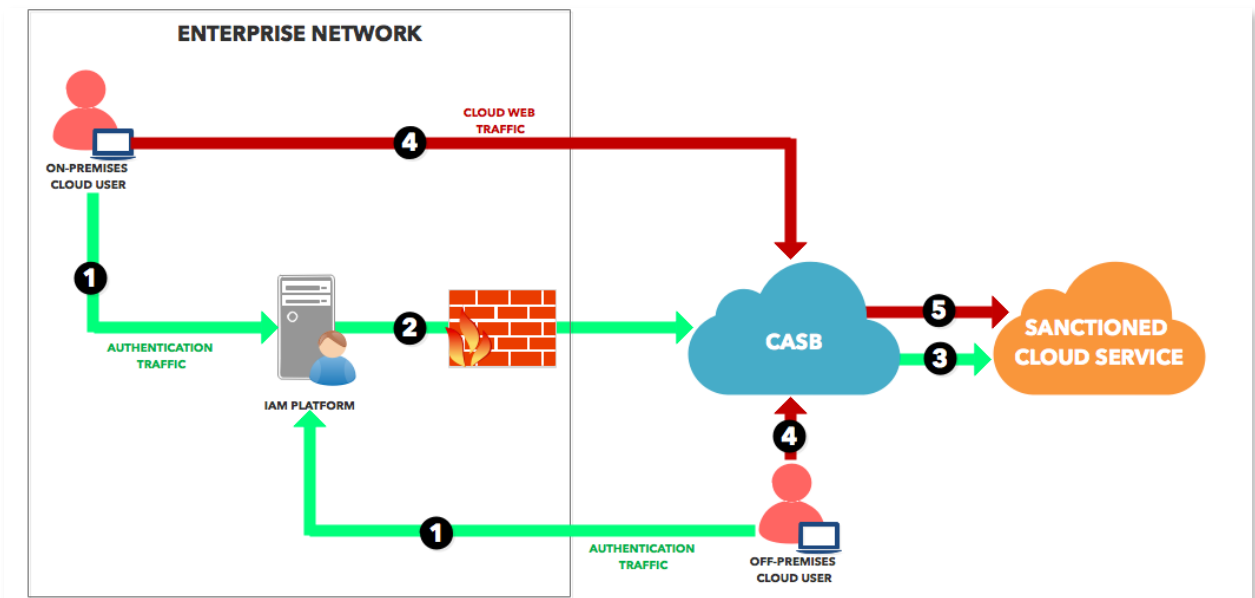 ENTERPRISE NETWORK
CLOUD WEB
TRAFFIC
4
ON-PREMISES
CLOUD USER
1
2
AUTHENTICATION
TRAFFIC
IAM PLATFORM
CASB
5
3
SANCTIONED
CLOUD SERVICE
4
1
AUTHENTICATION
TRAFFIC
OFF-PREMISES
CLOUD USER